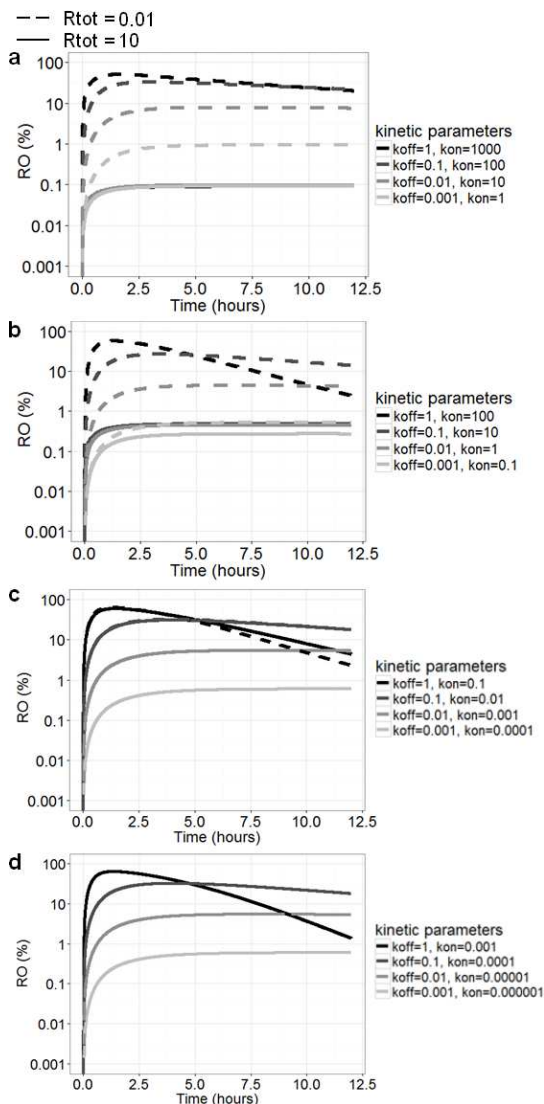 Rtot = 0.01
Rtot = 10
a
100
10
1
0.1
0.01
0.001
RO (%)
0.0 2.5 5.0 7.5 10.0 12.5
Time (hours)
kinetic parameters
koff=1, kon=1000
koff=0.1, kon=100
koff=0.01, kon=10
koff=0.001, kon=1
b
100
10
1
0.1
0.01
0.001
RO (%)
0.0 2.5 5.0 7.5 10.0 12.5
Time (hours)
kinetic parameters
koff=1, kon=100
koff=0.1, kon=10
koff=0.01, kon=1
koff=0.001, kon=0.1
c
100
10
1
0.1
0.01
0.001
RO (%)
0.0 2.5 5.0 7.5 10.0 12.5
Time (hours)
kinetic parameters
koff=1, kon=0.1
koff=0.1, kon=0.01
koff=0.01, kon=0.001
koff=0.001, kon=0.0001
d
100
10
1
0.1
0.01
0.001
RO (%)
0.0 2.5 5.0 7.5 10.0 12.5
Time (hours)
kinetic parameters
koff=1, kon=0.001
koff=0.1, kon=0.0001
koff=0.01, kon=0.00001
koff=0.001, kon=0.000001